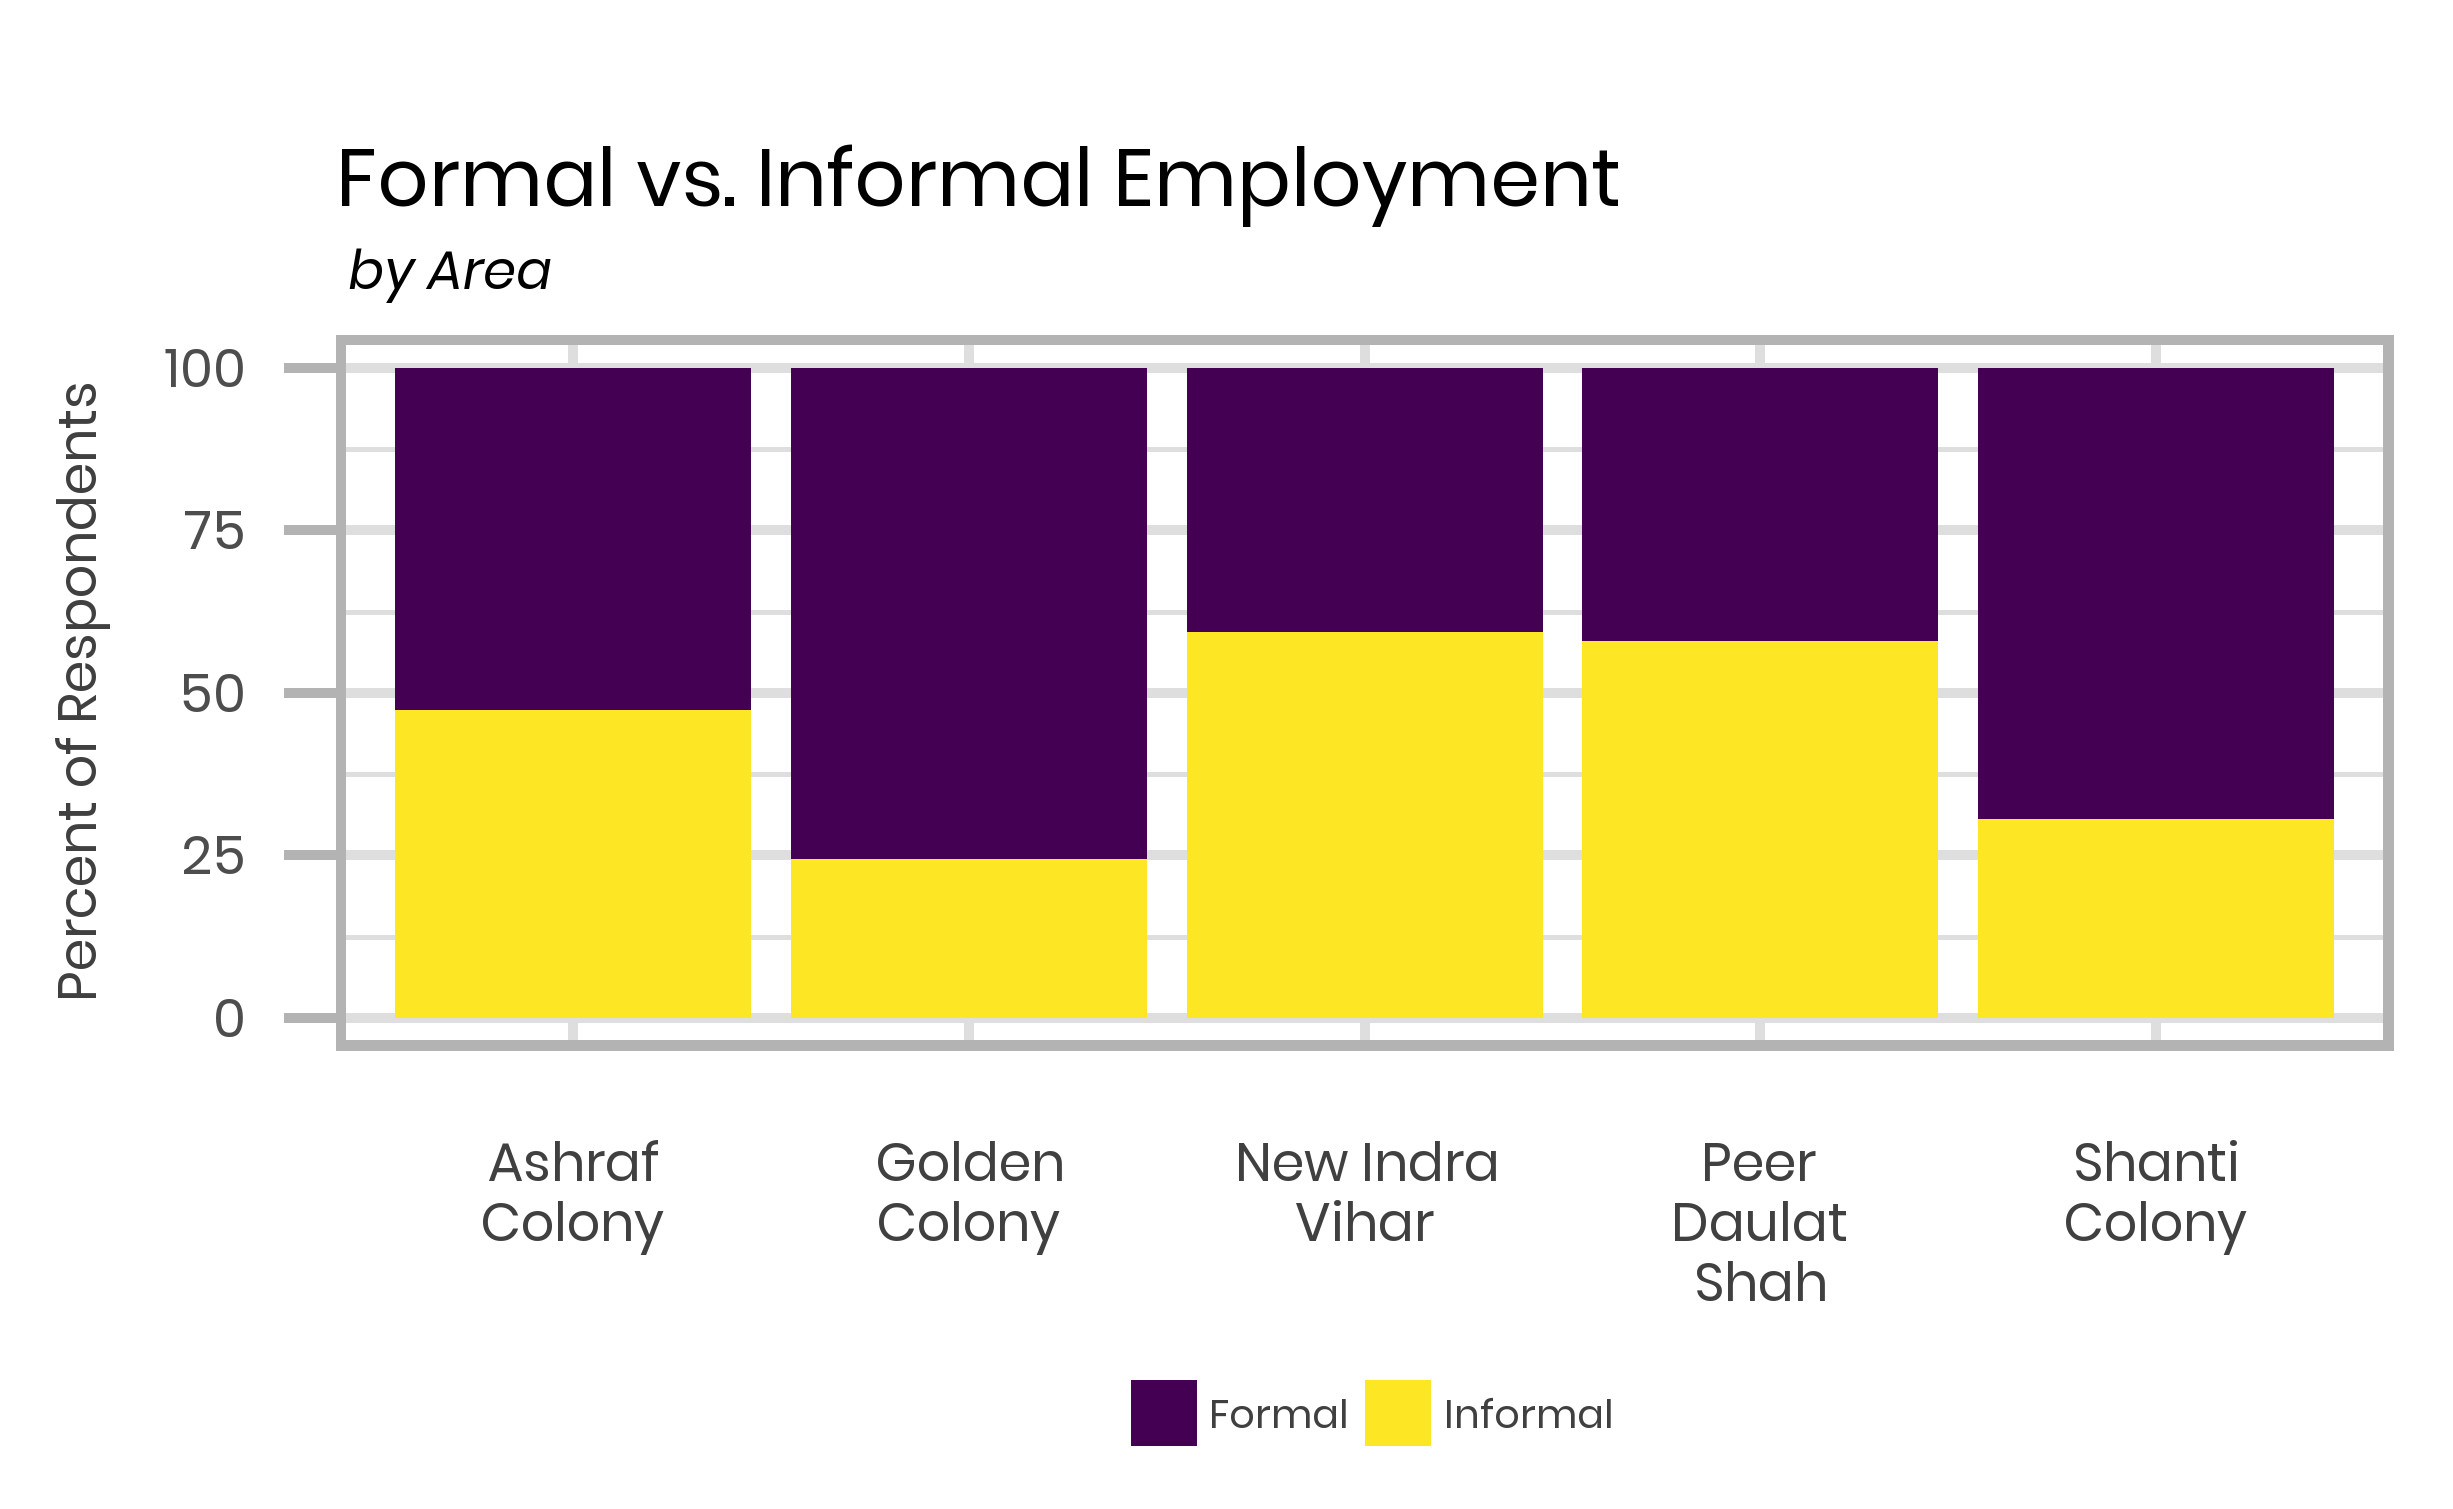 Formal vs. Informal Employment
by Area
Percent of Respondents
100
75
50
25
0
Ashraf
Colony
Golden
Colony
New Indra
Vihar
Peer
Daulat
Shah
Shanti
Colony
Formal
Informal